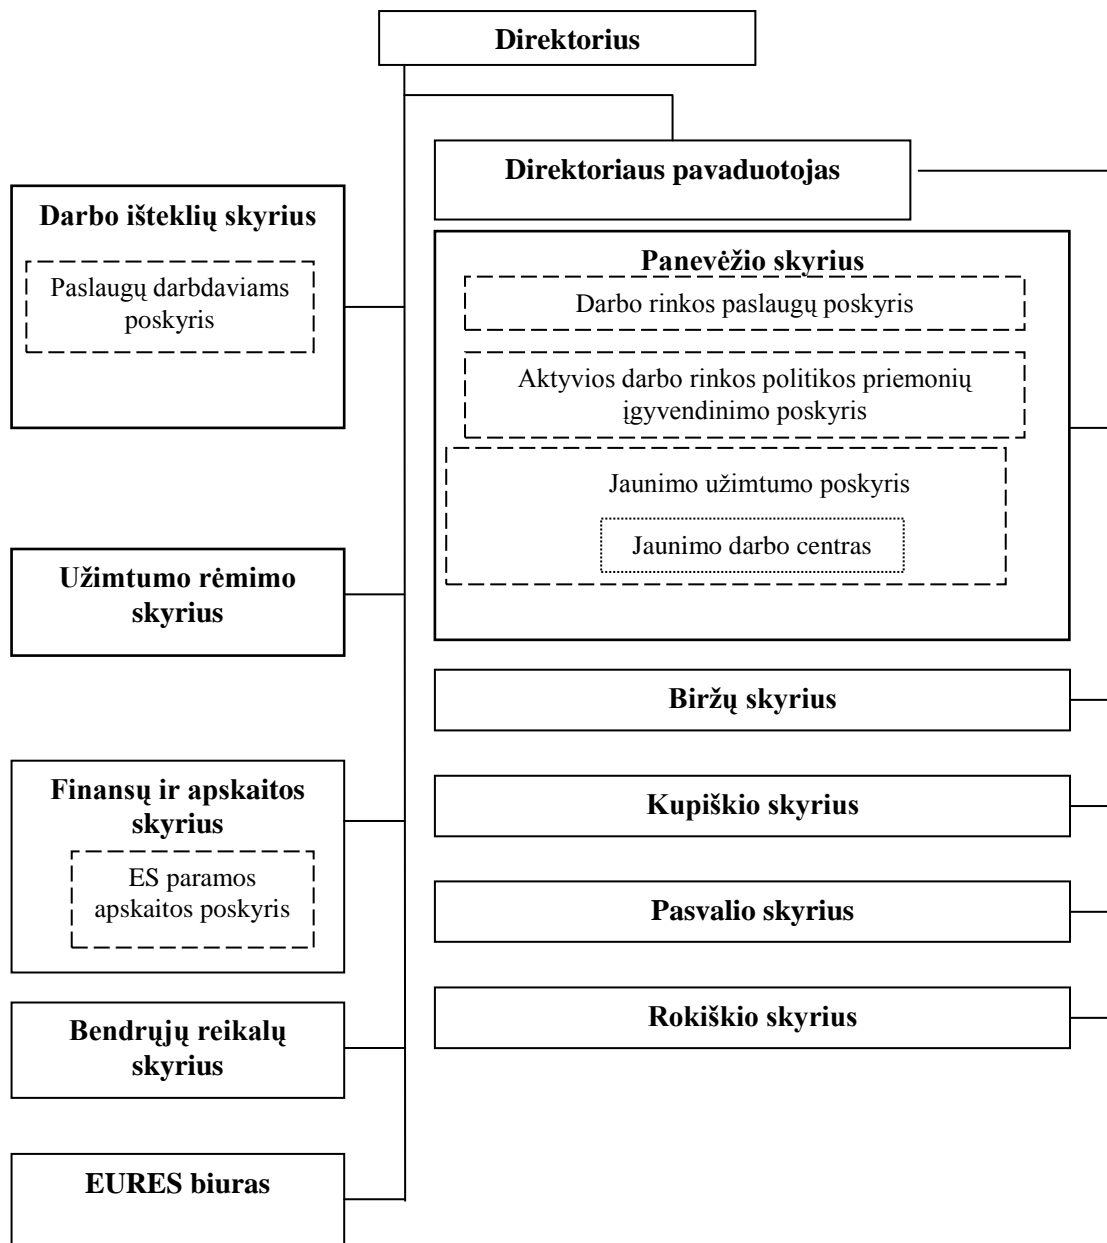 Direktorius
Direktoriaus pavaduotojas
Darbo išteklių skyrius
Paslaugų darbdaviams
poskyris
Užimtumo rėmimo
skyrius
Finansų ir apskaitos
skyrius
ES paramos
apskaitos poskyris
Bendrųjų reikalų
skyrius
EURES biuras
Panevėžio skyrius
Darbo rinkos paslaugų poskyris
Aktyvios darbo rinkos politikos priemonių
įgyvendinimo poskyris
Jaunimo užimtumo poskyris
Jaunimo darbo centras
Biržų skyrius
Kupiškio skyrius
Pasvalio skyrius
Rokiškio skyrius